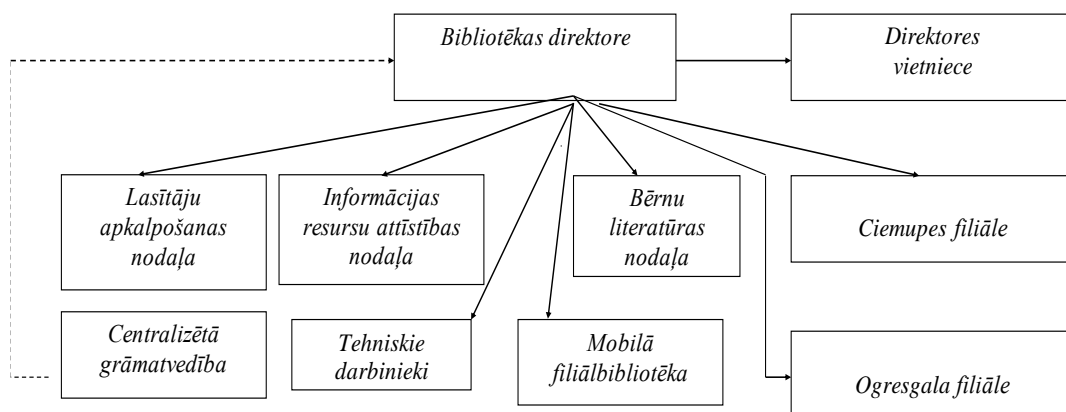 Bibliotēkas direktore
Direktores
vietniece
Lasītāju
apkalpošanas
nodaļa
Informācijas
resursu attīstības
nodaļa
Bērnu
literatūras
nodaļa
Ciemupes filiāle
Centralizētā
grāmatvedība
Tehniskie
darbinieki
Mobilā
filiālbibliotēka
Ogresgala filiāle